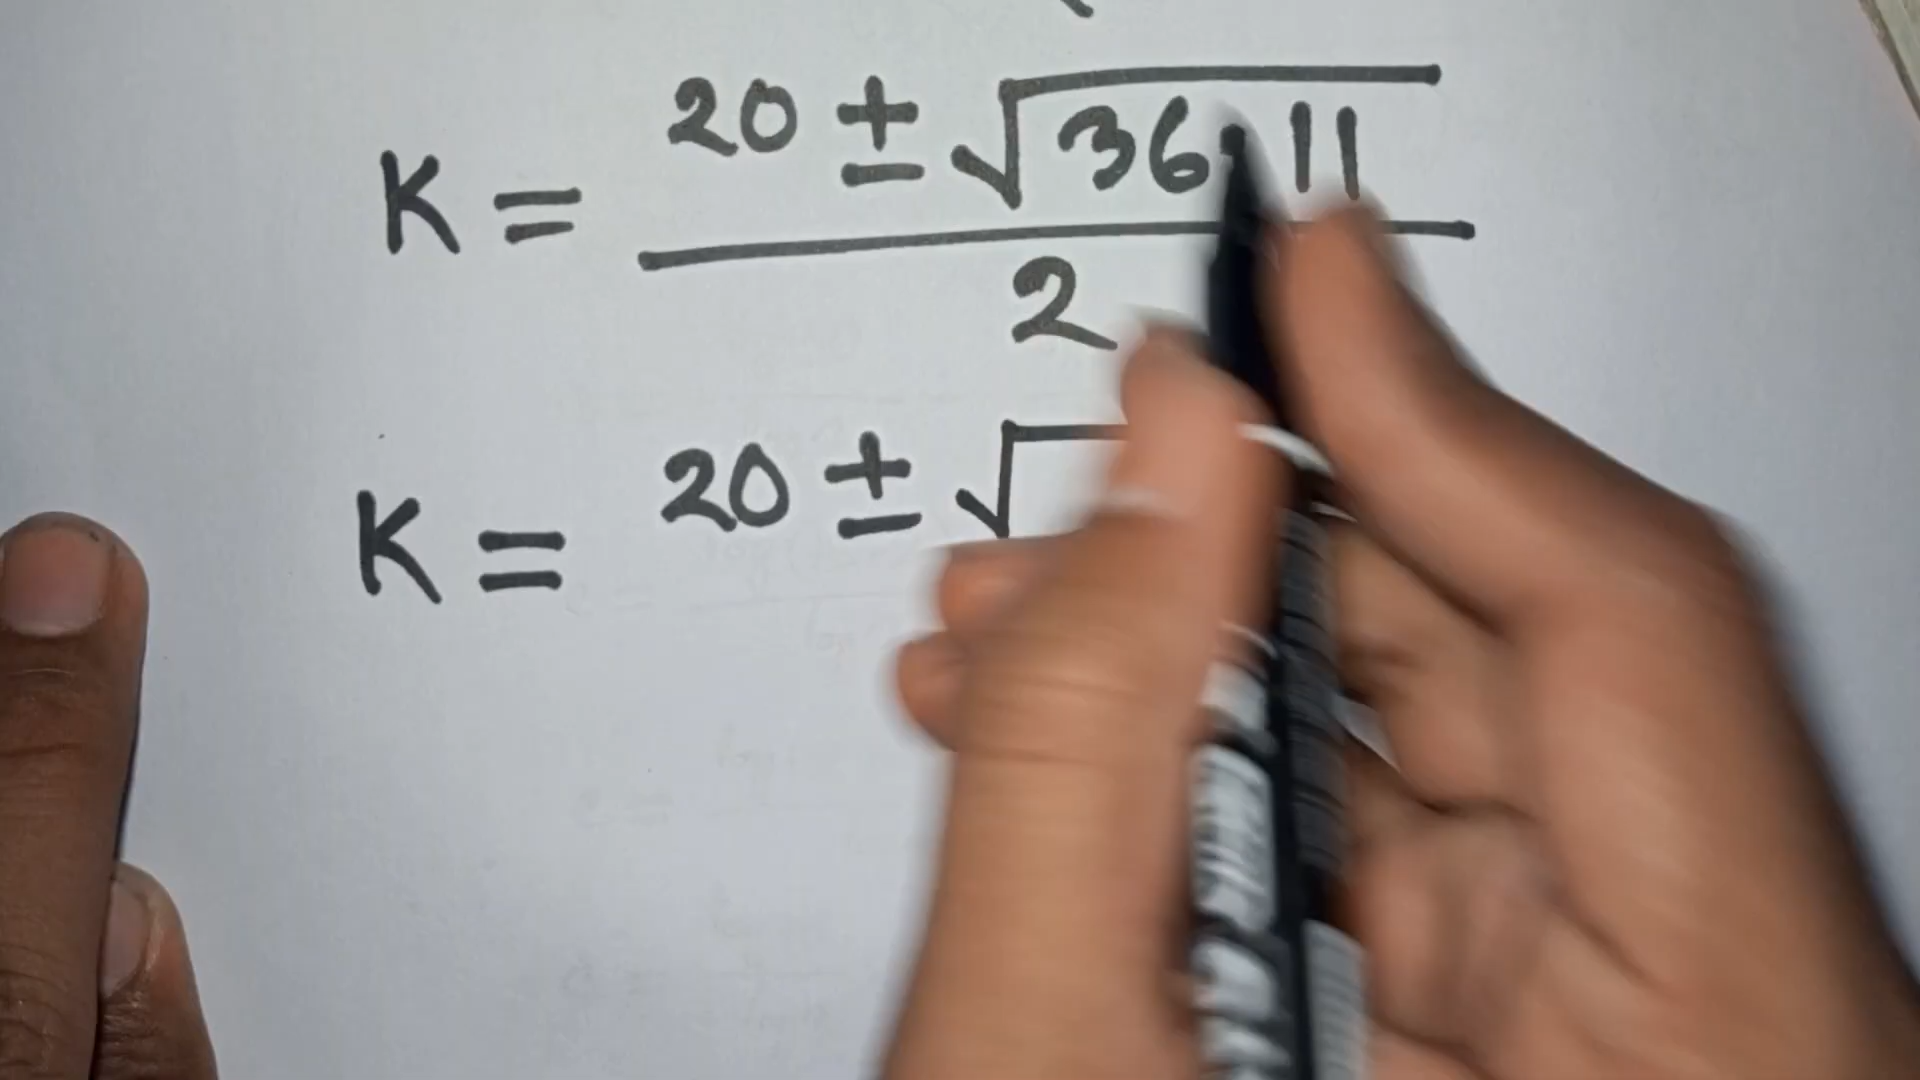 K = 20 ± √36·11 / 2
K = 20 ± √